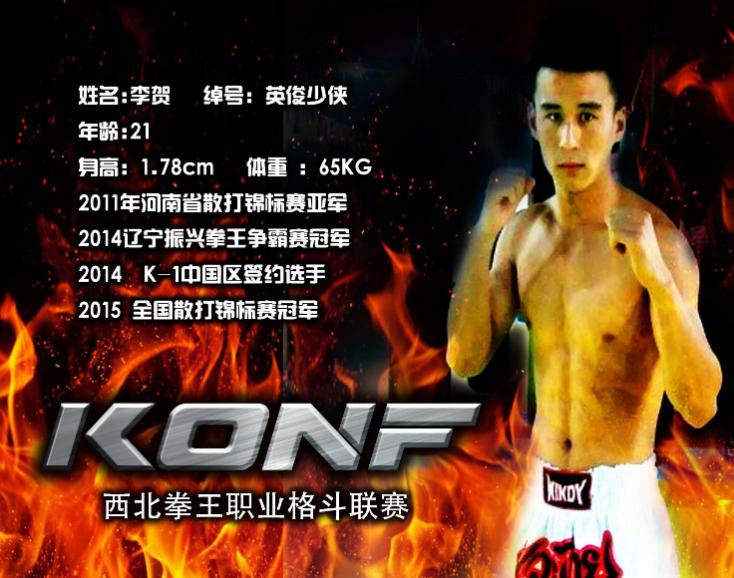 姓名:李贺 绰号: 英俊少侠
年龄:21
身高: 1.78cm 体重 : 65KG
2011年河南省散打锦标赛亚军
2014辽宁振兴拳王争霸赛冠军
2014 K-1中国区签约选手
2015 全国散打锦标赛冠军
KONF
西北拳王职业格斗联赛